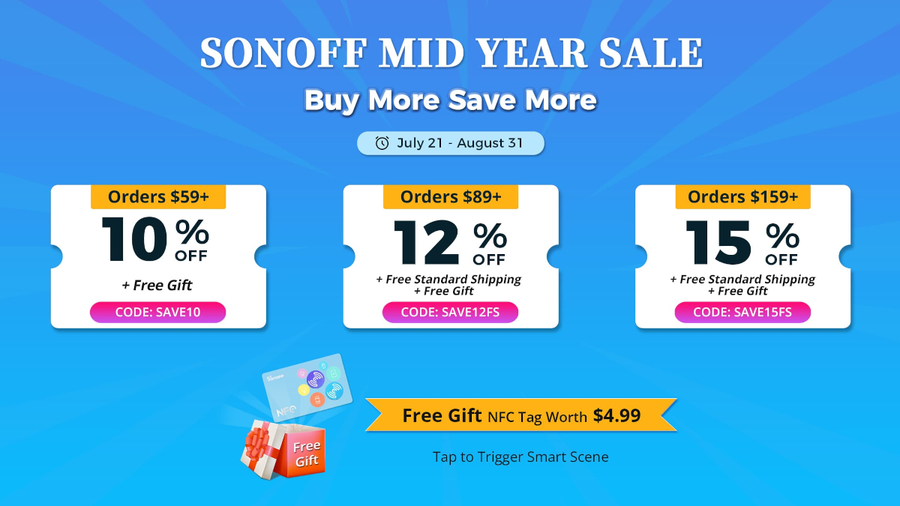 SONOFF MID YEAR SALE
Buy More Save More
July 21 - August 31
Orders $59+
10% OFF
+ Free Gift
CODE: SAVE10
Orders $89+
12% OFF
+ Free Standard Shipping
+ Free Gift
CODE: SAVE12FS
Orders $159+
15% OFF
+ Free Standard Shipping
+ Free Gift
CODE: SAVE15FS
NFC
Free
Gift
Free Gift NFC Tag Worth $4.99
Tap to Trigger Smart Scene